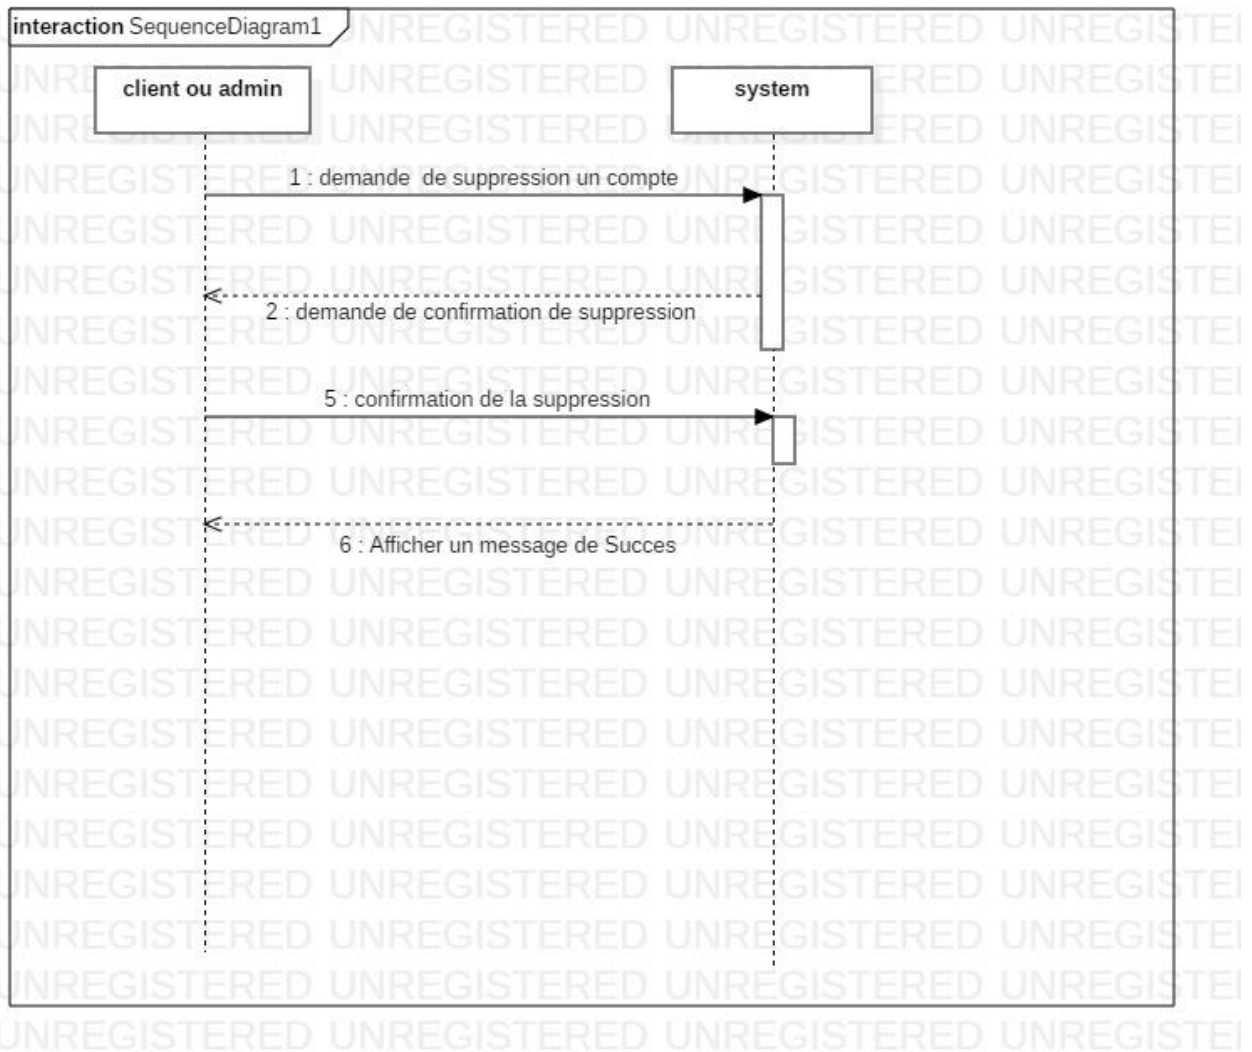 interaction SequenceDiagram1
client ou admin
system
1 : demande  de suppression un compte
2 : demande de confirmation de suppression
5 : confirmation de la suppression
6 : Afficher un message de Succes
UNREGISTERED